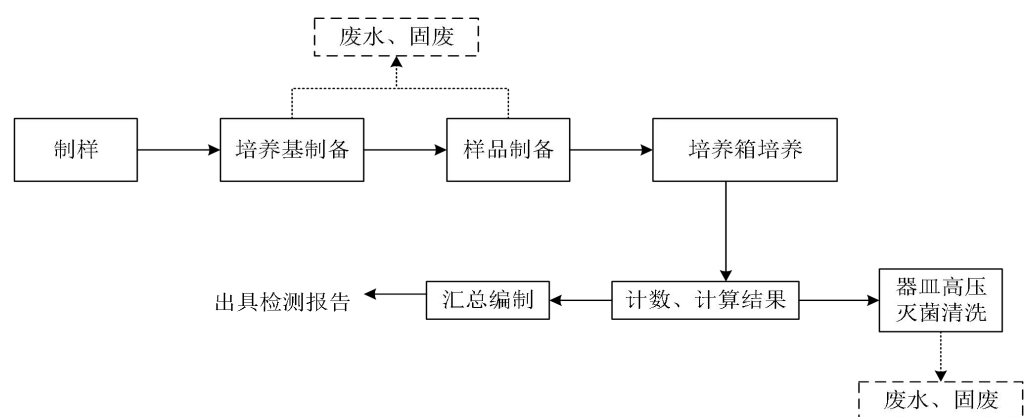 废水、固废
制样
培养基制备
样品制备
培养箱培养
出具检测报告
汇总编制
计数、计算结果
器皿高压
灭菌清洗
废水、固废